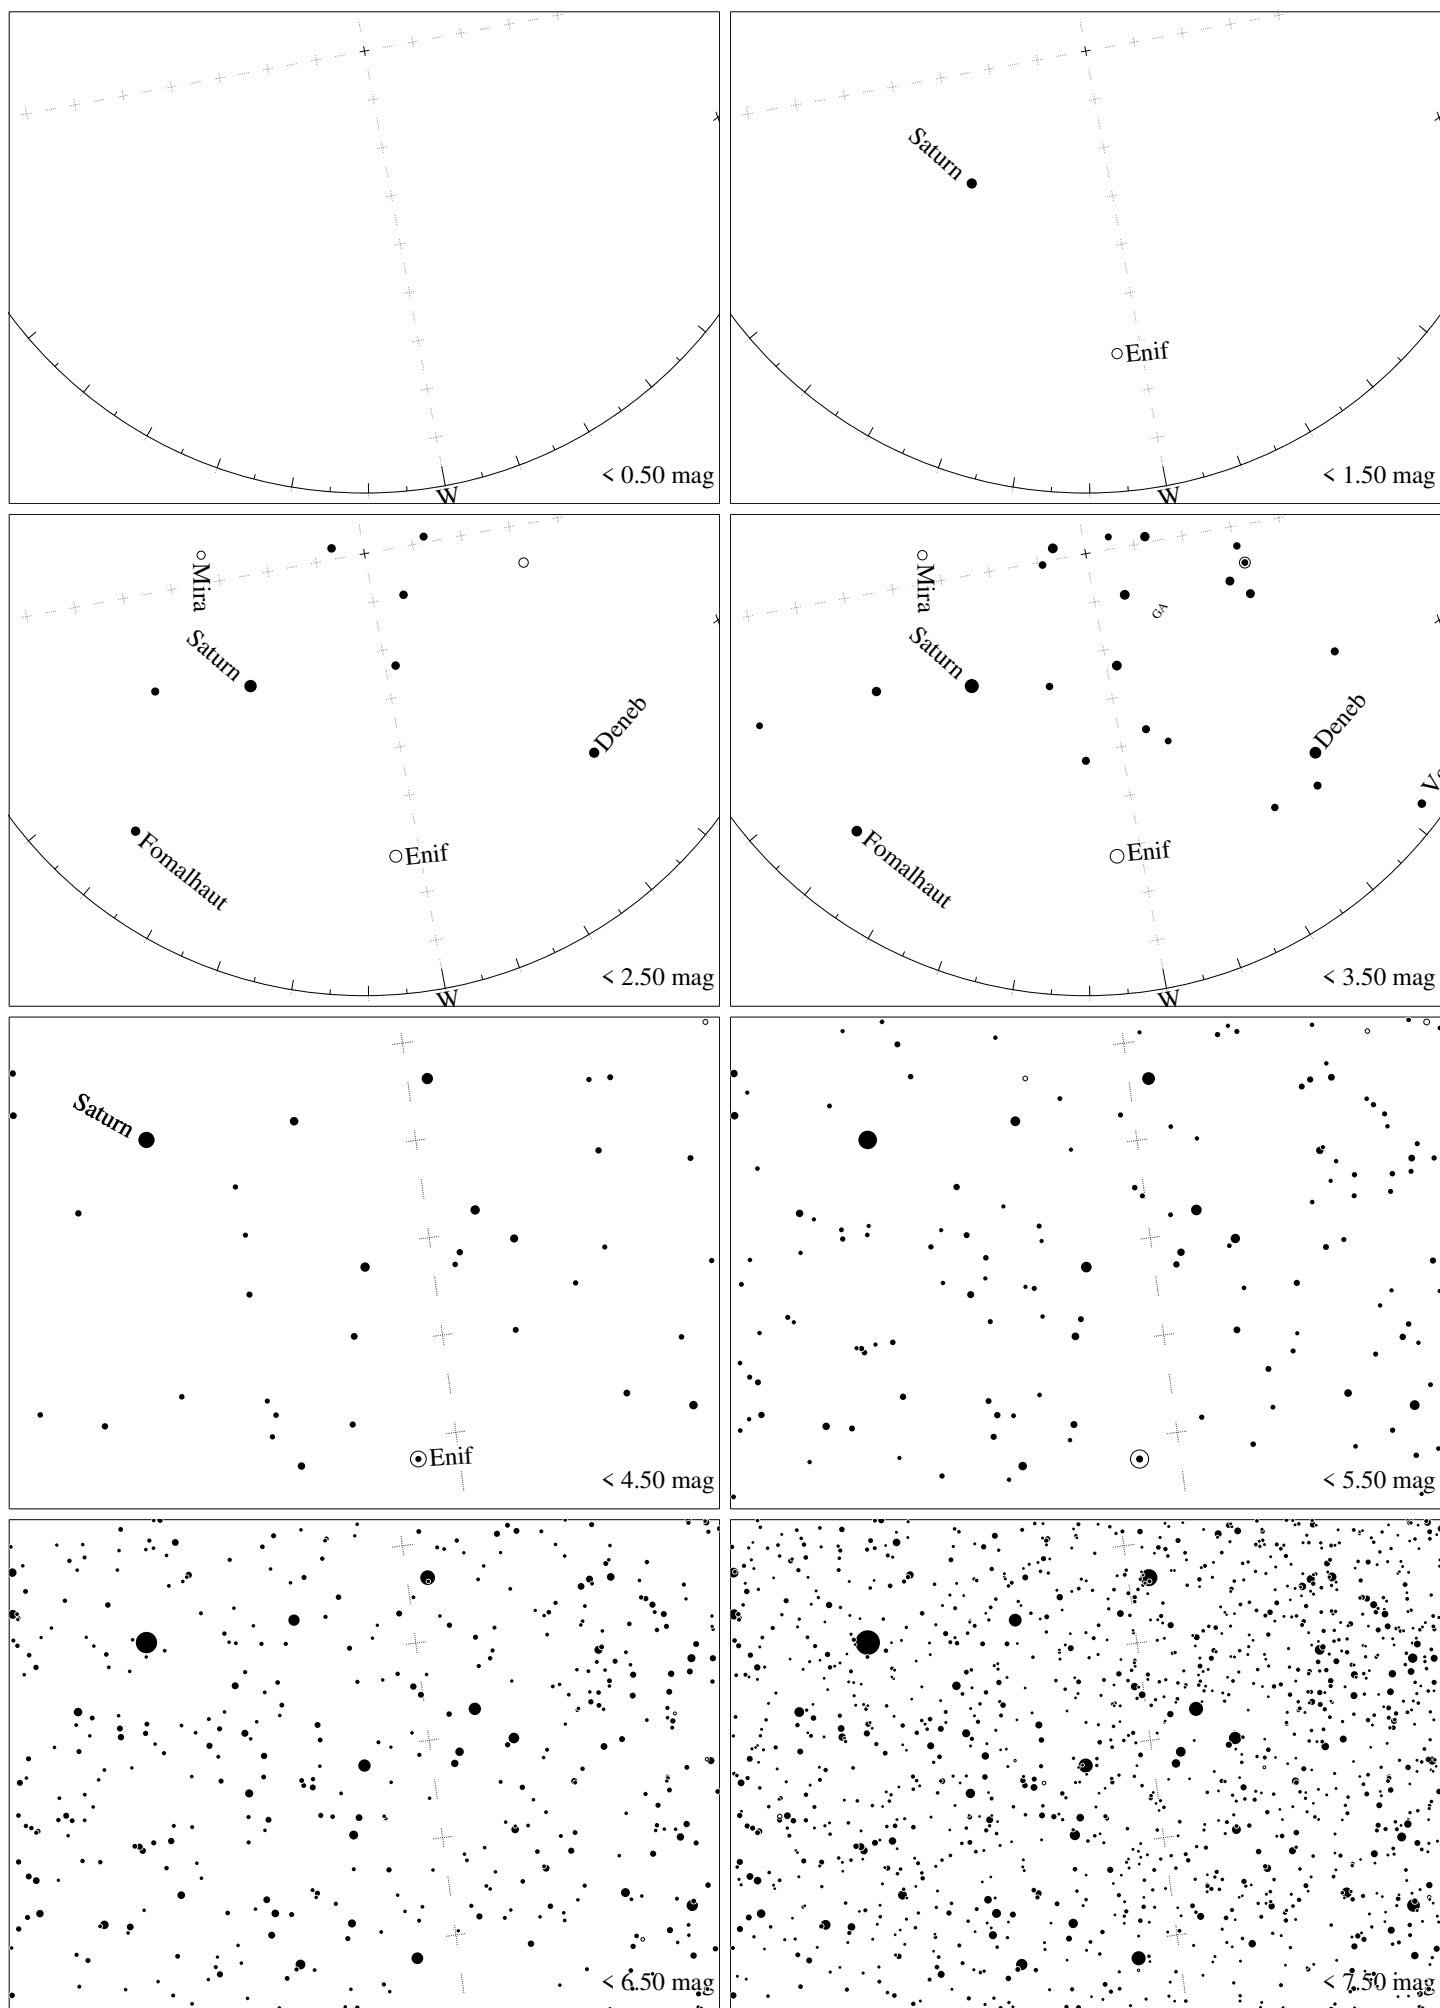 W
< 0.50 mag
Saturn
Enif
W
< 1.50 mag
Mira
Saturn
Deneb
Fomalhaut
Enif
W
< 2.50 mag
Mira
GA
Saturn
Deneb
Fomalhaut
Enif
W
< 3.50 mag
Saturn
Enif
< 4.50 mag
< 5.50 mag
< 6.50 mag
< 7.50 mag